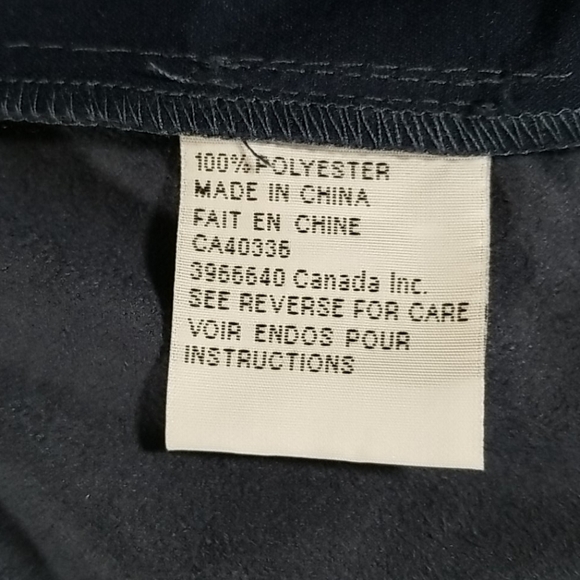 100% POLYESTER
MADE IN CHINA
FAIT EN CHINE
CA40336
3966640 Canada Inc.
SEE REVERSE FOR CARE
VOIR ENDOS POUR
INSTRUCTIONS